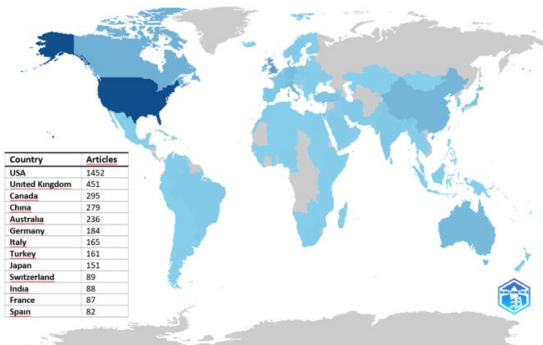 Country Articles
USA 1452
United Kingdom 451
Canada 295
China 279
Australia 236
Germany 184
Italy 165
Turkey 161
Japan 151
Switzerland 89
India 88
France 87
Spain 82